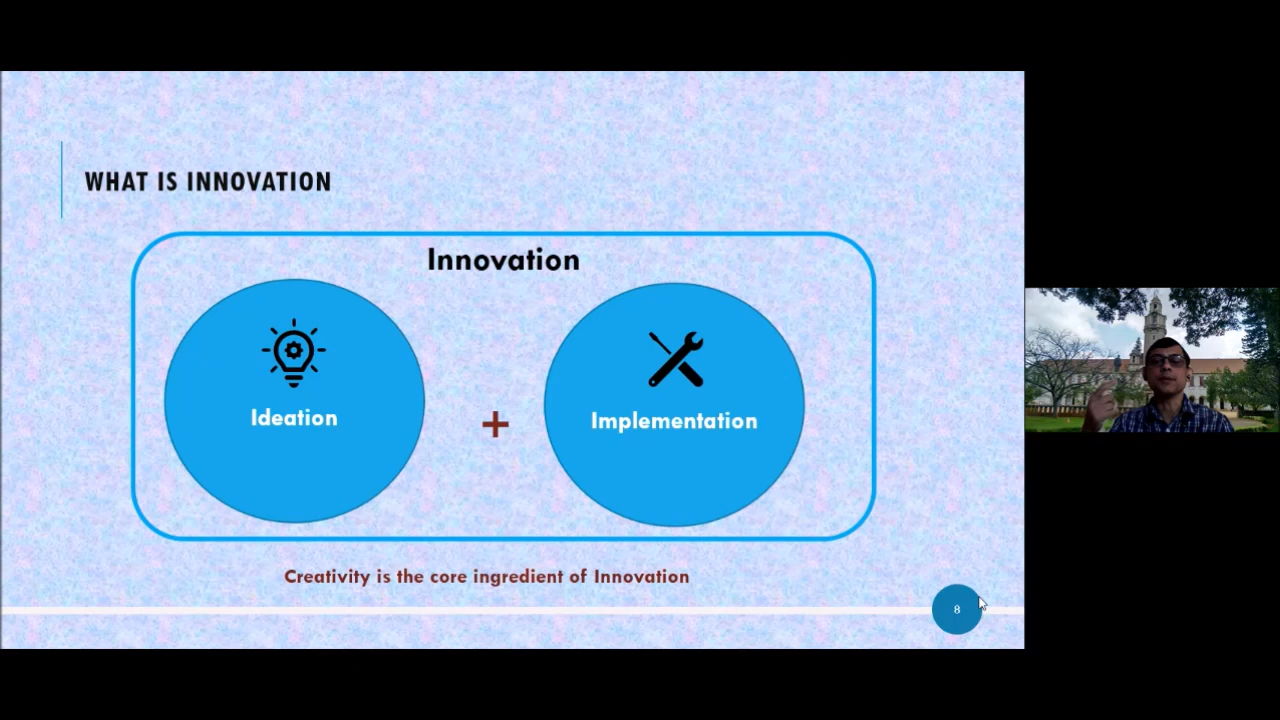 WHAT IS INNOVATION
Innovation
Ideation
+
Implementation
Creativity is the core ingredient of Innovation
8